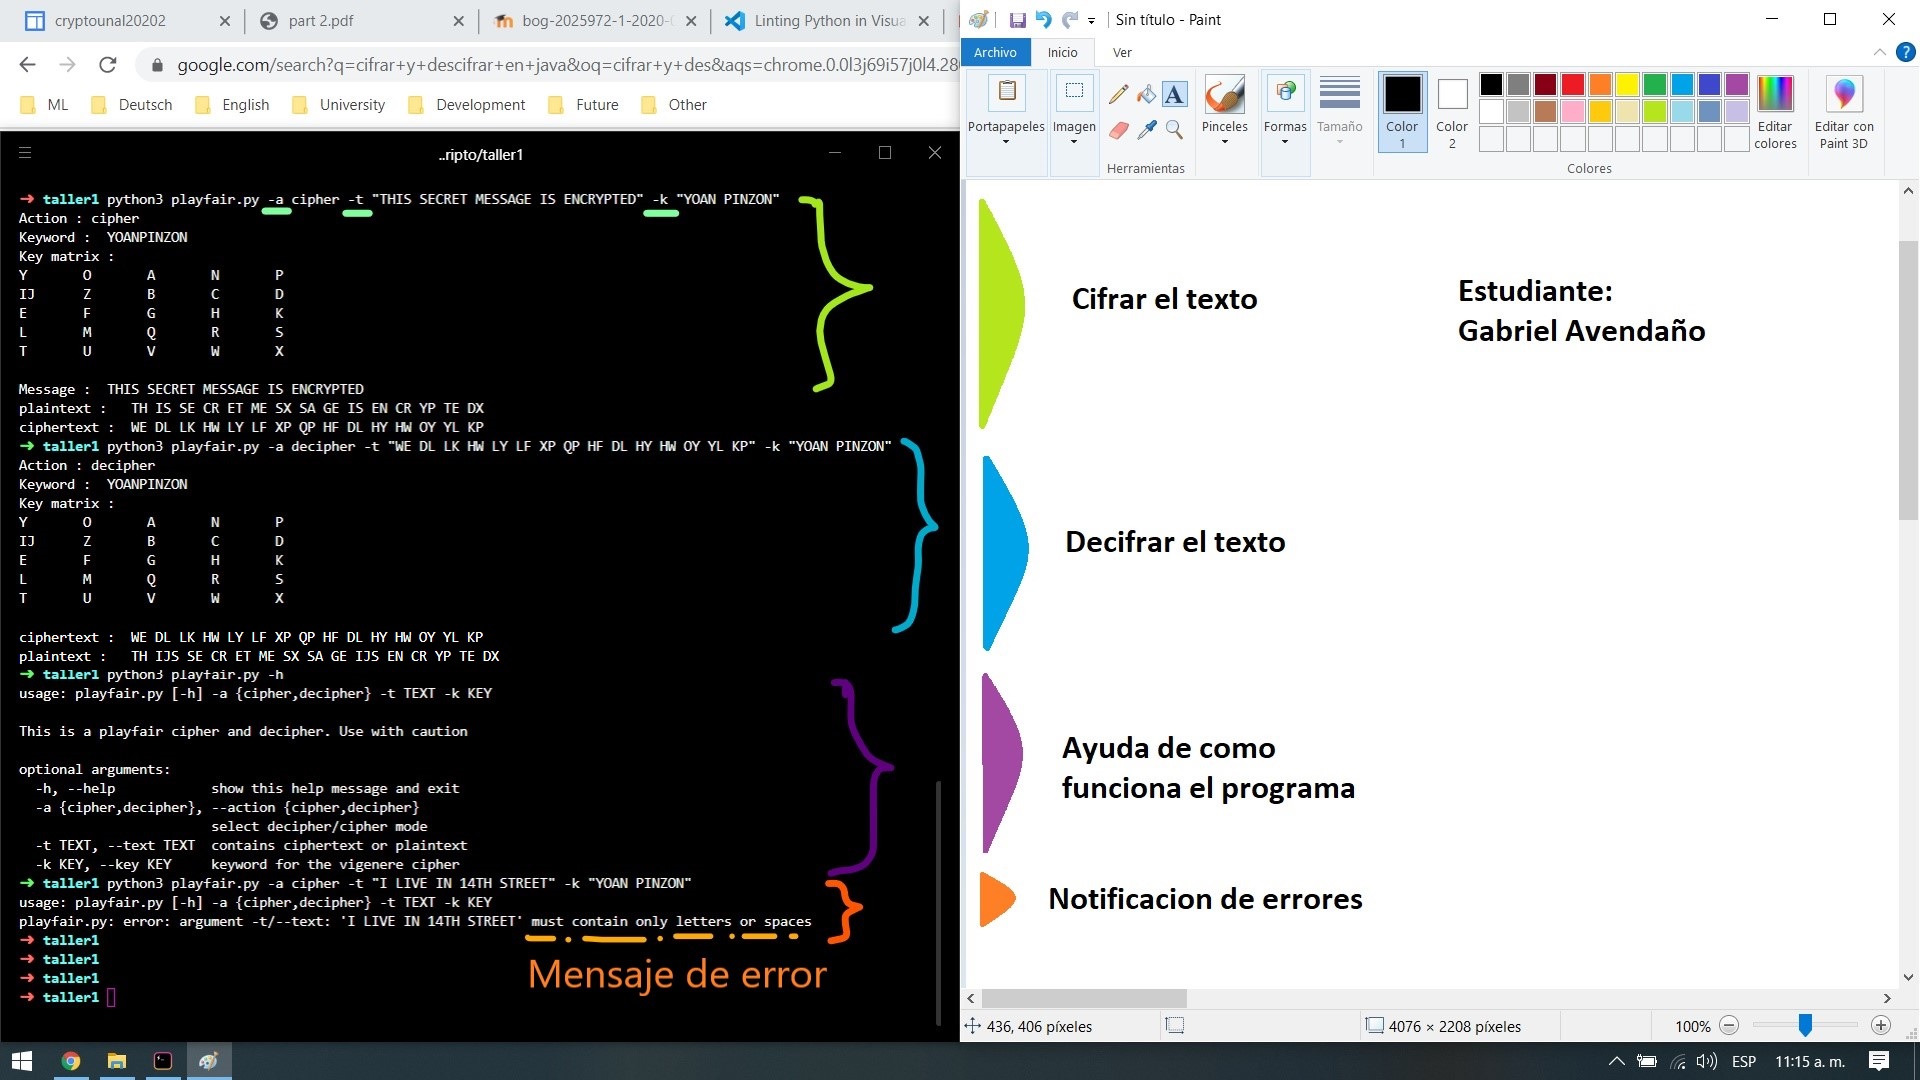 cryptounal20202
part 2.pdf
bog-2025972-1-2020-
Linting Python in Visua
google.com/search?q=cifrar+y+descifrar+en+java&oq=cifrar+y+des&aqs=chrome.0.0l3j69i57j0l4.28
ML
Deutsch
English
University
Development
Future
Other
..ripto/taller1
➜ taller1 python3 playfair.py -a cipher -t "THIS SECRET MESSAGE IS ENCRYPTED" -k "YOAN PINZON"
Action : cipher
Keyword : YOANPINZON
Key matrix :
Y O A N P
IJ Z B C D
E F G H K
L M Q R S
T U V W X
Message : THIS SECRET MESSAGE IS ENCRYPTED
plaintext : TH IS SE CR ET ME SX SA GE IS EN CR YP TE DX
ciphertext : WE DL LK HW LY LF XP QP HF DL HY HW OY YL KP
➜ taller1 python3 playfair.py -a decipher -t "WE DL LK HW LY LF XP QP HF DL HY HW OY YL KP" -k "YOAN PINZON"
Action : decipher
Keyword : YOANPINZON
Key matrix :
Y O A N P
IJ Z B C D
E F G H K
L M Q R S
T U V W X
ciphertext : WE DL LK HW LY LF XP QP HF DL HY HW OY YL KP
plaintext : TH IJS SE CR ET ME SX SA GE IJS EN CR YP TE DX
➜ taller1 python3 playfair.py -h
usage: playfair.py [-h] -a {cipher,decipher} -t TEXT -k KEY
This is a playfair cipher and decipher. Use with caution
optional arguments:
-h, --help show this help message and exit
-a {cipher,decipher}, --action {cipher,decipher}
select decipher/cipher mode
-t TEXT, --text TEXT contains ciphertext or plaintext
-k KEY, --key KEY keyword for the vigenere cipher
➜ taller1 python3 playfair.py -a cipher -t "I LIVE IN 14TH STREET" -k "YOAN PINZON"
usage: playfair.py [-h] -a {cipher,decipher} -t TEXT -k KEY
playfair.py: error: argument -t/--text: 'I LIVE IN 14TH STREET' must contain only letters or spaces
➜ taller1
➜ taller1
➜ taller1
➜ taller1
Mensaje de error
Sin título - Paint
Archivo
Inicio
Ver
Portapapeles
Imagen
Herramientas
Pinceles
Formas
Tamaño
Color
1
Color
2
Editar
colores
Editar con
Paint 3D
Colores
Cifrar el texto
Estudiante:
Gabriel Avendaño
Decifrar el texto
Ayuda de como
funciona el programa
Notificacion de errores
436, 406 píxeles
4076 × 2208 píxeles
100%
ESP
11:15 a. m.